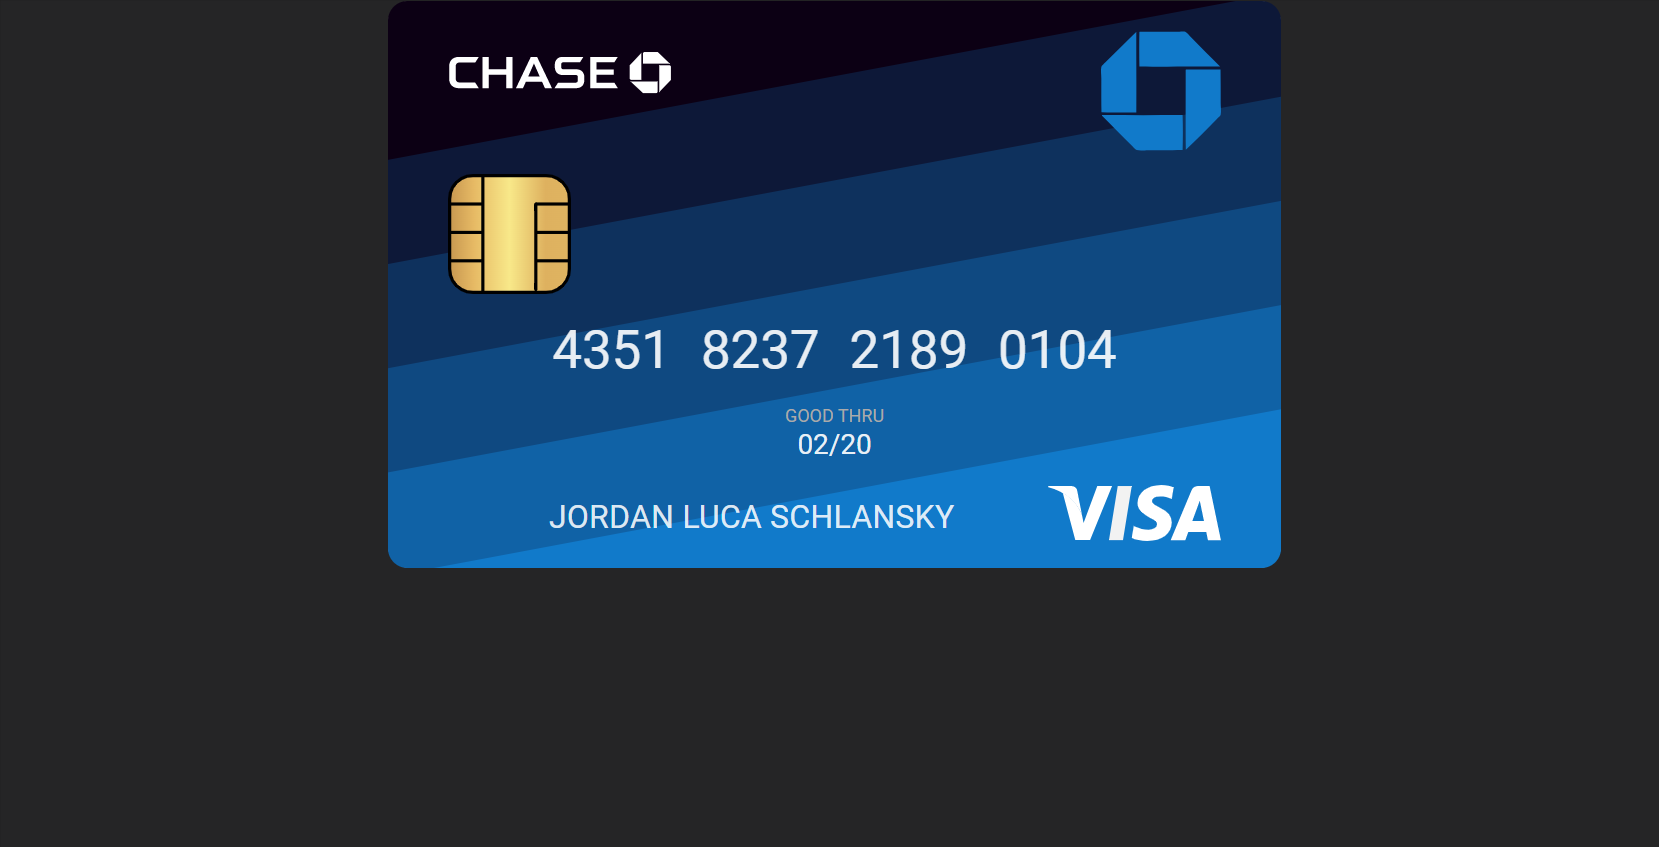 CHASE
4351 8237 2189 0104
GOOD THRU
02/20
JORDAN LUCA SCHLANSKY
VISA